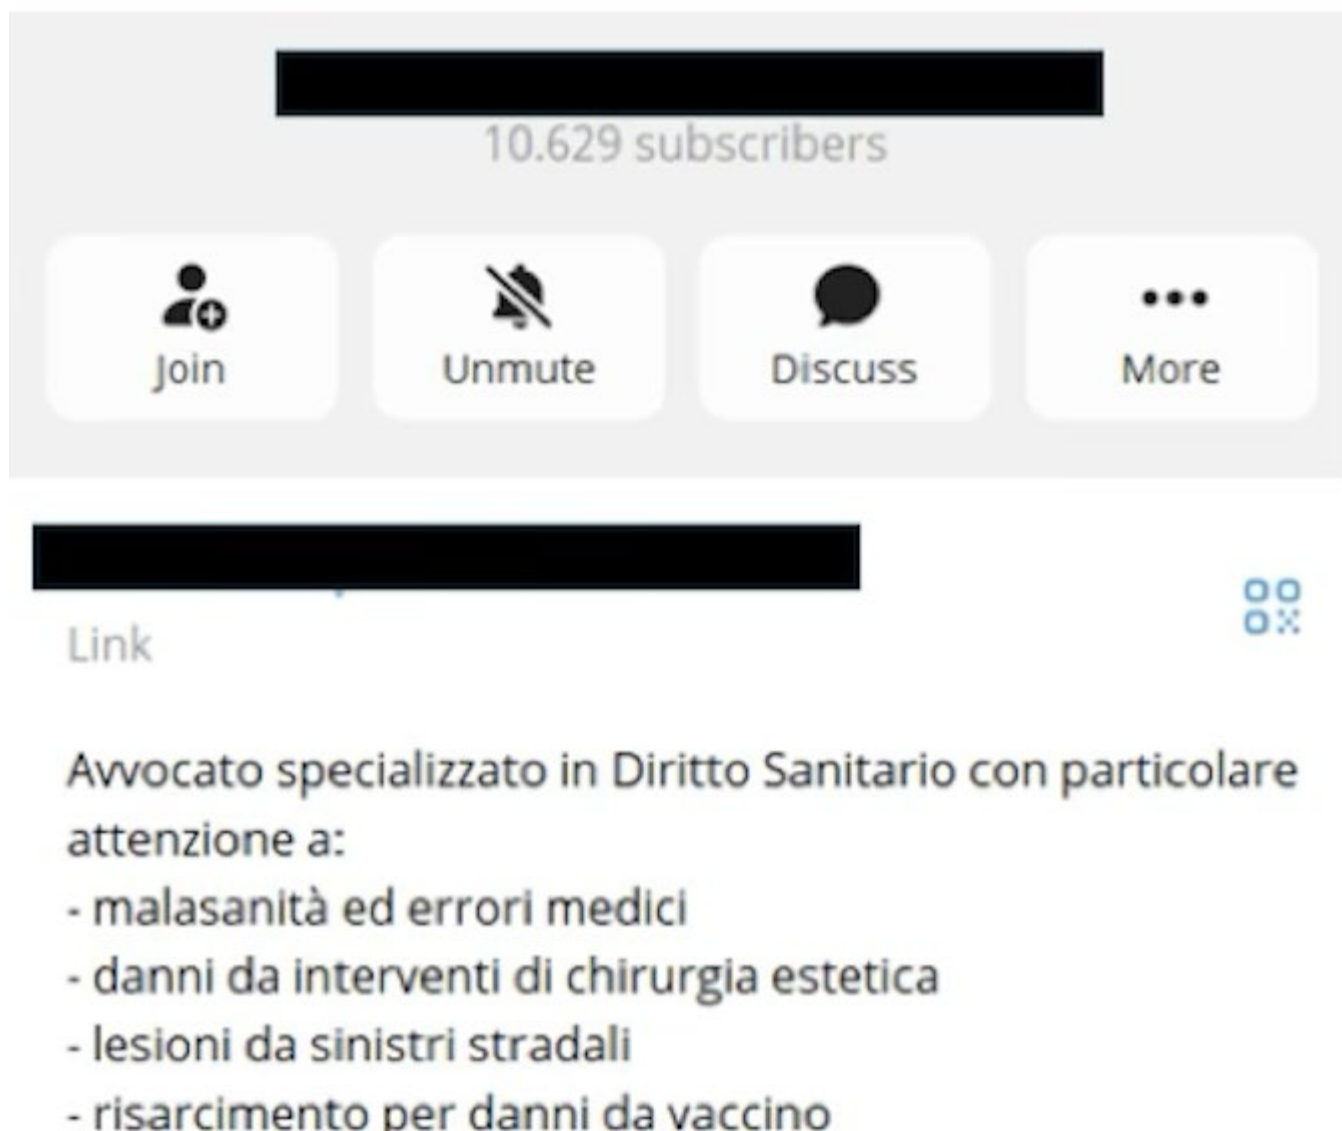 10.629 subscribers
Join
Unmute
Discuss
More
Link
Avvocato specializzato in Diritto Sanitario con particolare
attenzione a:
- malasanità ed errori medici
- danni da interventi di chirurgia estetica
- lesioni da sinistri stradali
- risarcimento per danni da vaccino